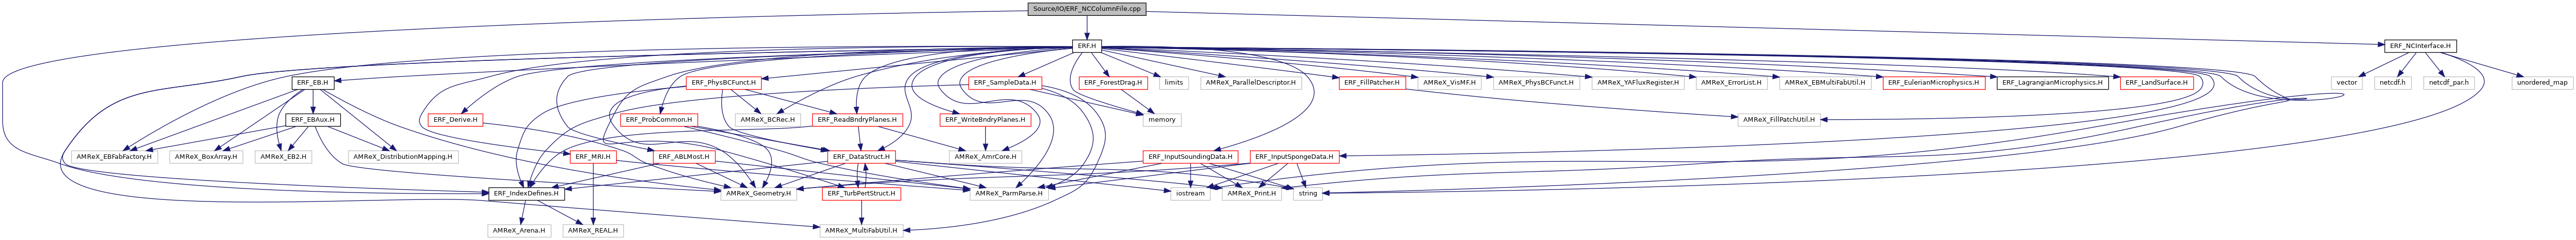 Source/IO/ERF_NCColumnFile.cpp
ERF.H
ERF_NCInterface.H
ERF_EB.H
ERF_PhysBCFunct.H
ERF_SampleData.H
ERF_ForestDrag.H
limits
AMReX_ParallelDescriptor.H
ERF_FillPatcher.H
AMReX_VisMF.H
AMReX_PhysBCFunct.H
AMReX_YAFluxRegister.H
AMReX_ErrorList.H
AMReX_EBMultiFabUtil.H
ERF_EulerianMicrophysics.H
ERF_LagrangianMicrophysics.H
ERF_LandSurface.H
vector
netcdf.h
netcdf_par.h
unordered_map
ERF_EBAux.H
ERF_Derive.H
ERF_ProbCommon.H
AMReX_BCRec.H
ERF_ReadBndryPlanes.H
ERF_WriteBndryPlanes.H
memory
AMReX_FillPatchUtil.H
AMReX_EBFabFactory.H
AMReX_BoxArray.H
AMReX_EB2.H
AMReX_DistributionMapping.H
ERF_MRI.H
ERF_ABLMost.H
ERF_DataStruct.H
AMReX_AmrCore.H
ERF_InputSoundingData.H
ERF_InputSpongeData.H
ERF_IndexDefines.H
AMReX_Geometry.H
ERF_TurbPertStruct.H
AMReX_ParmParse.H
iostream
AMReX_Print.H
string
AMReX_Arena.H
AMReX_REAL.H
AMReX_MultiFabUtil.H